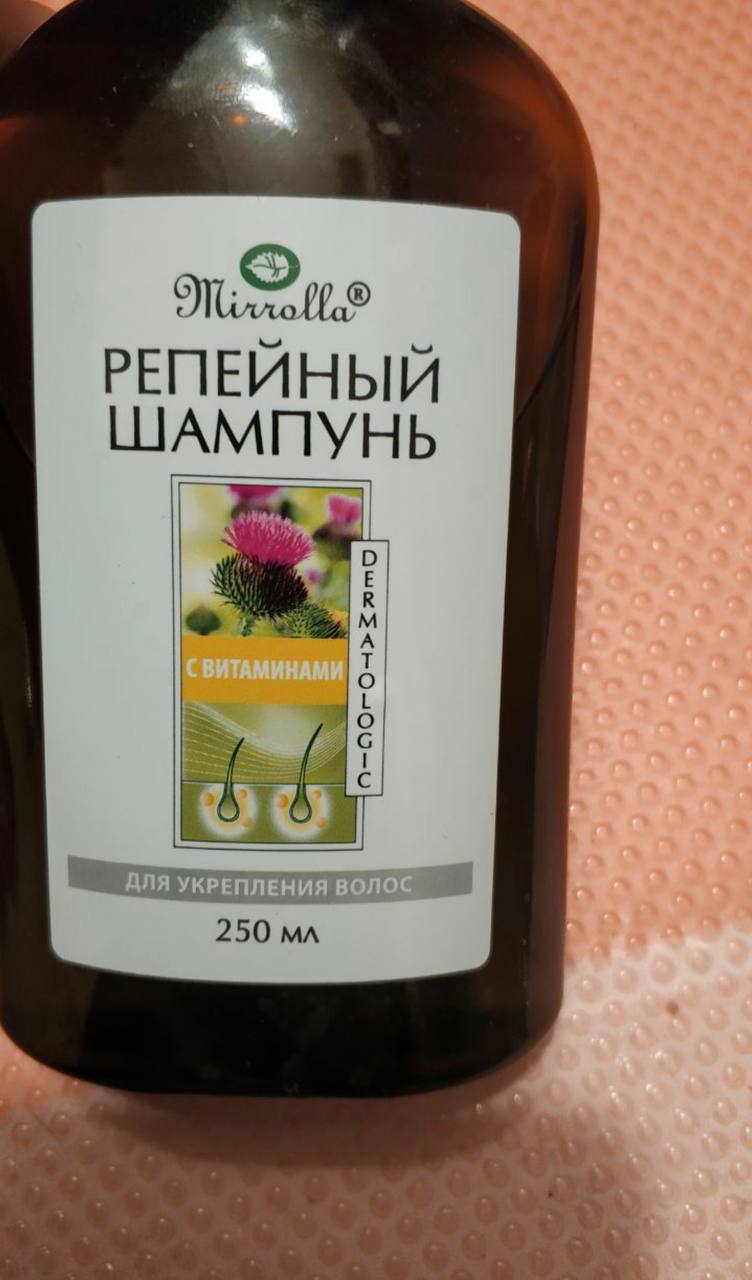 Mirrolla®
РЕПЕЙНЫЙ
ШАМПУНЬ
С ВИТАМИНАМИ
DERMATOLOGIC
ДЛЯ УКРЕПЛЕНИЯ ВОЛОС
250 мл